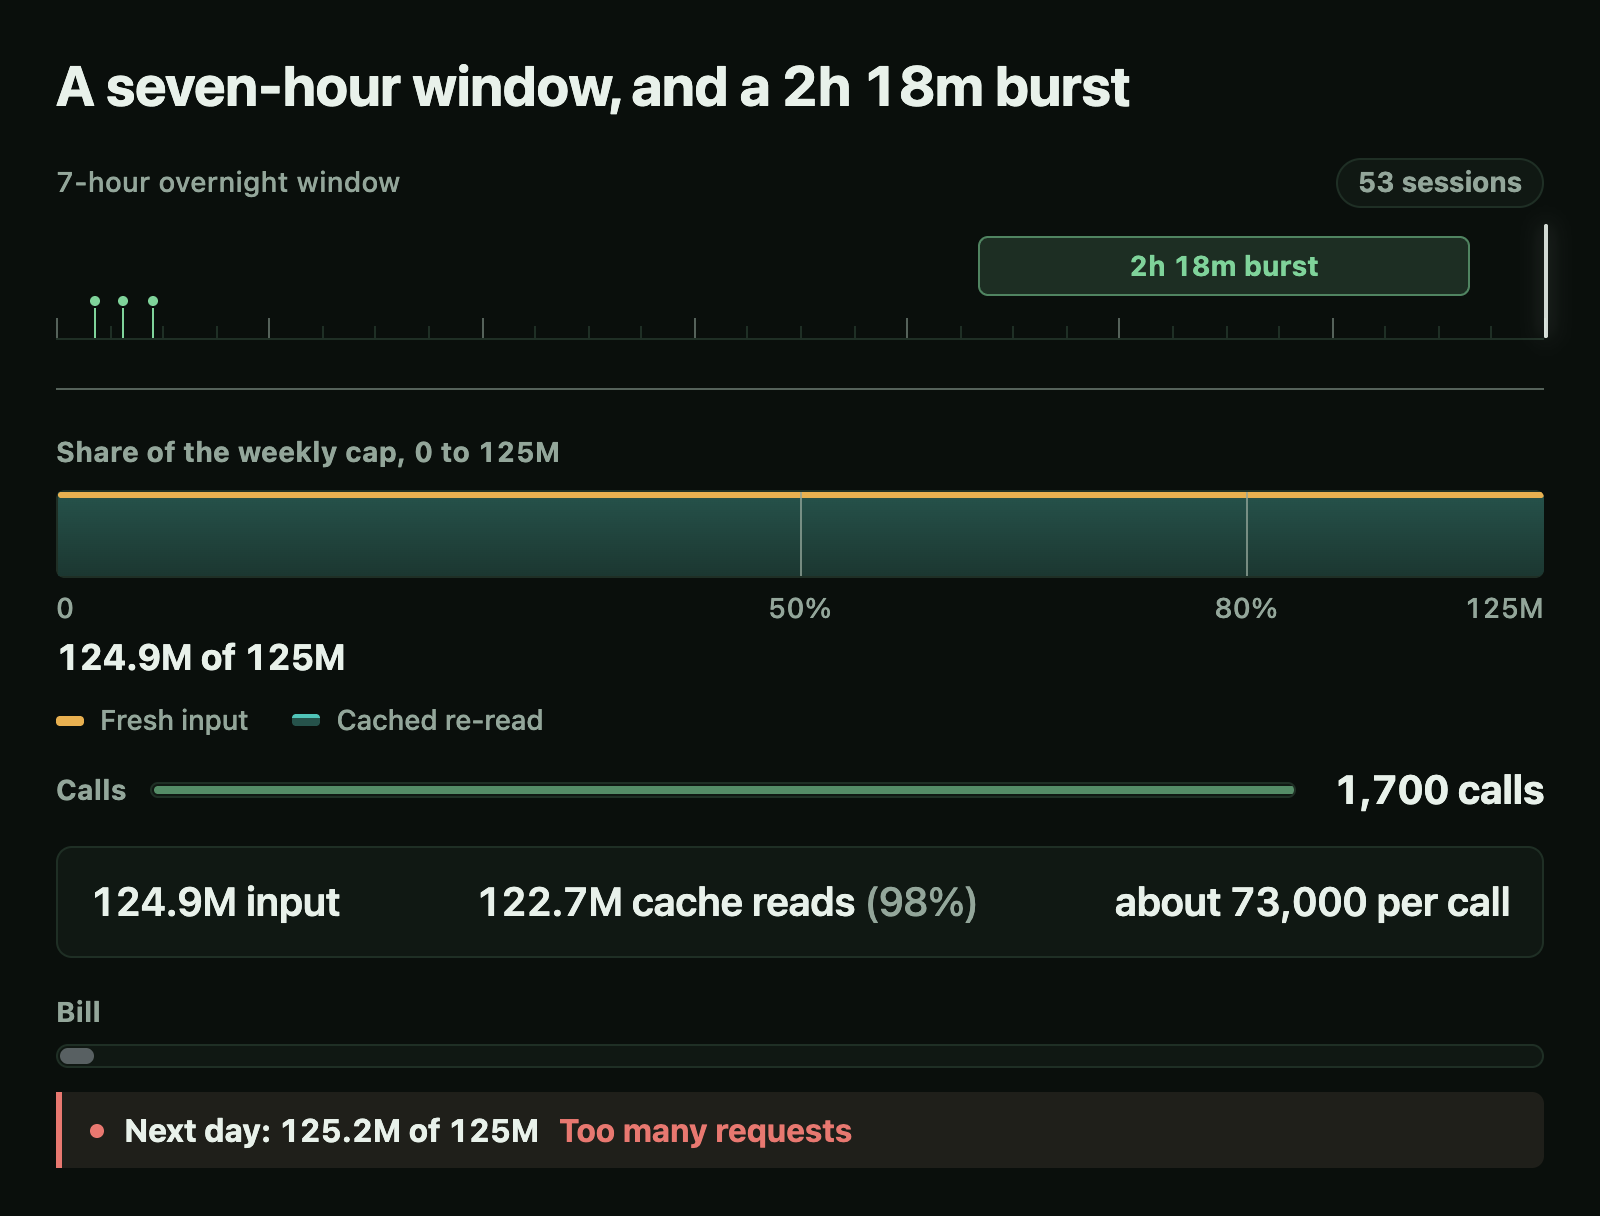 A seven-hour window, and a 2h 18m burst
7-hour overnight window
53 sessions
2h 18m burst
Share of the weekly cap, 0 to 125M
0 50% 80% 125M
124.9M of 125M
Fresh input Cached re-read
Calls 1,700 calls
124.9M input 122.7M cache reads (98%) about 73,000 per call
Bill
Next day: 125.2M of 125M Too many requests